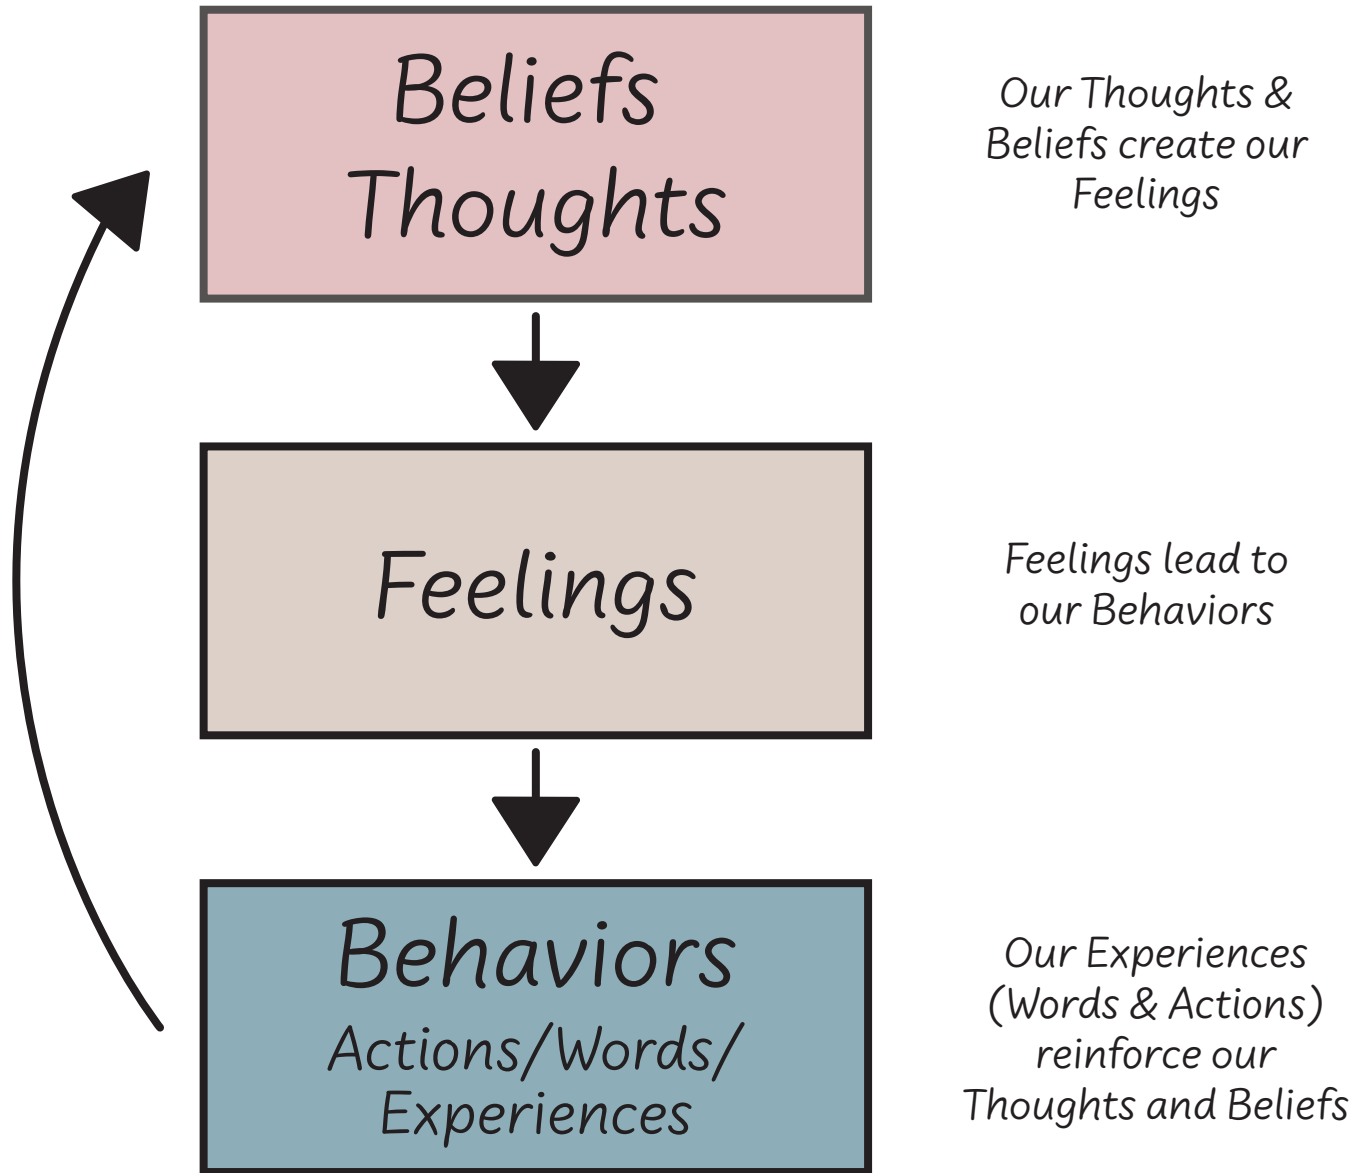 Beliefs
Thoughts
Our Thoughts &
Beliefs create our
Feelings
Feelings
Feelings lead to
our Behaviors
Behaviors
Actions/Words/
Experiences
Our Experiences
(Words & Actions)
reinforce our
Thoughts and Beliefs